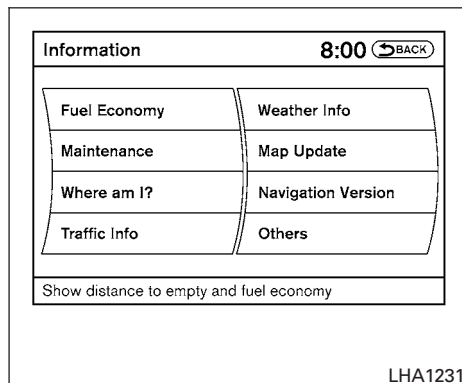 Information 8:00 BACK
Fuel Economy Weather Info
Maintenance Map Update
Where am I? Navigation Version
Traffic Info Others
Show distance to empty and fuel economy
LHA1231